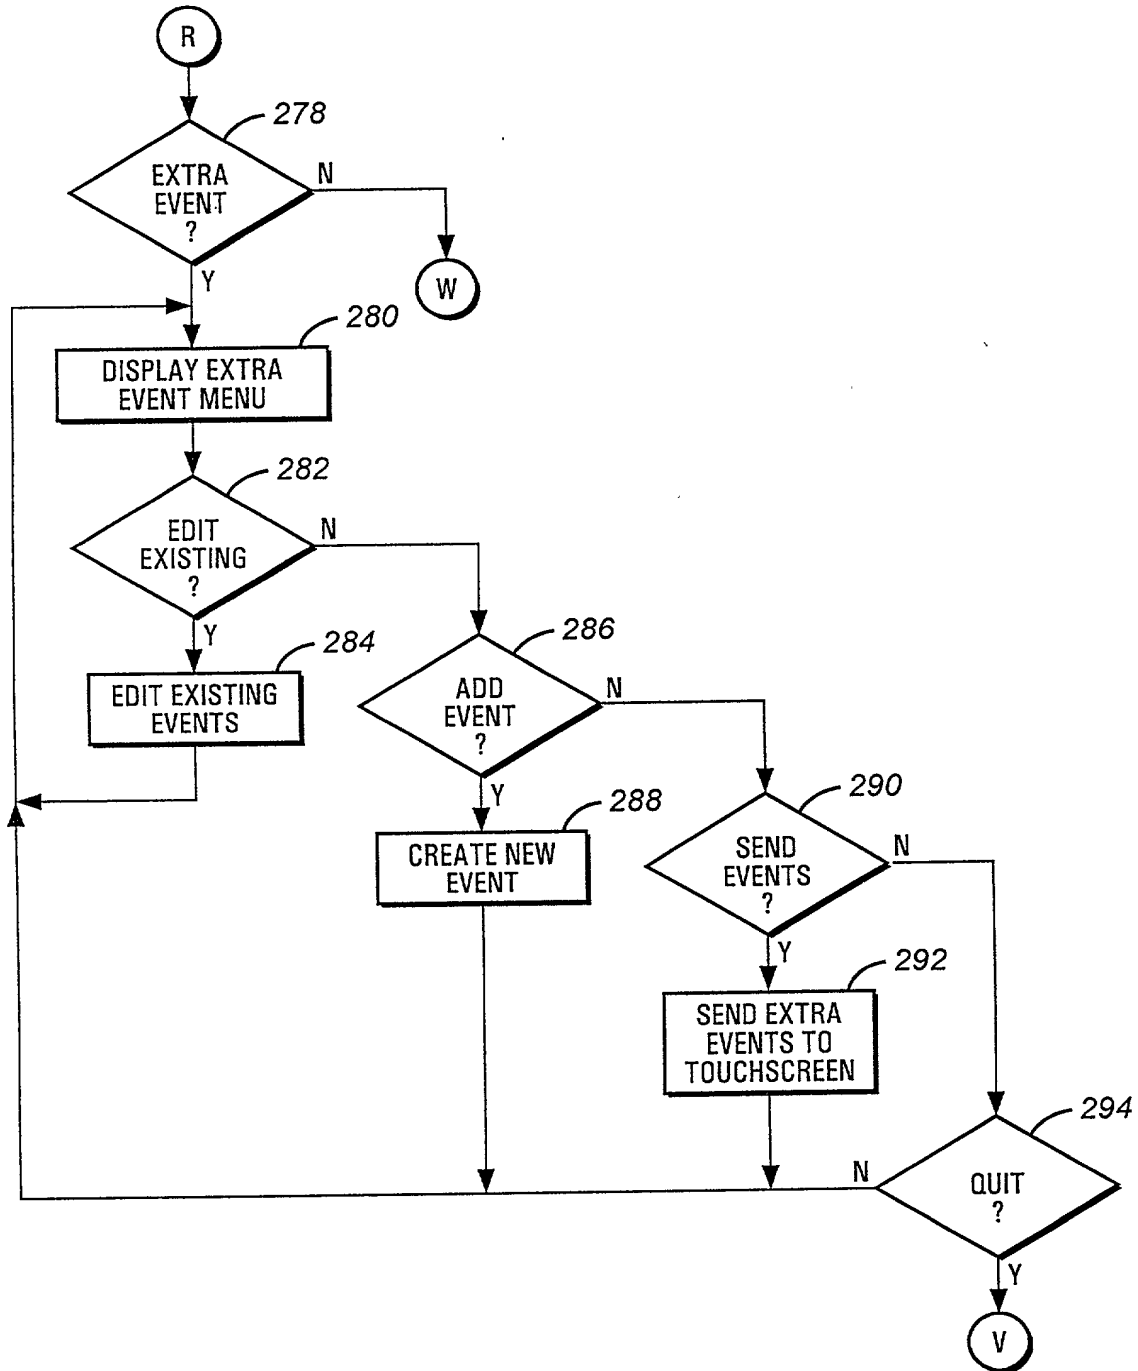 R
278
EXTRA
EVENT
?
N
W
Y
280
DISPLAY EXTRA
EVENT MENU
282
EDIT
EXISTING
?
N
Y
284
EDIT EXISTING
EVENTS
286
ADD
EVENT
?
N
Y
288
CREATE NEW
EVENT
290
SEND
EVENTS
?
N
Y
292
SEND EXTRA
EVENTS TO
TOUCHSCREEN
294
QUIT
?
N
Y
V